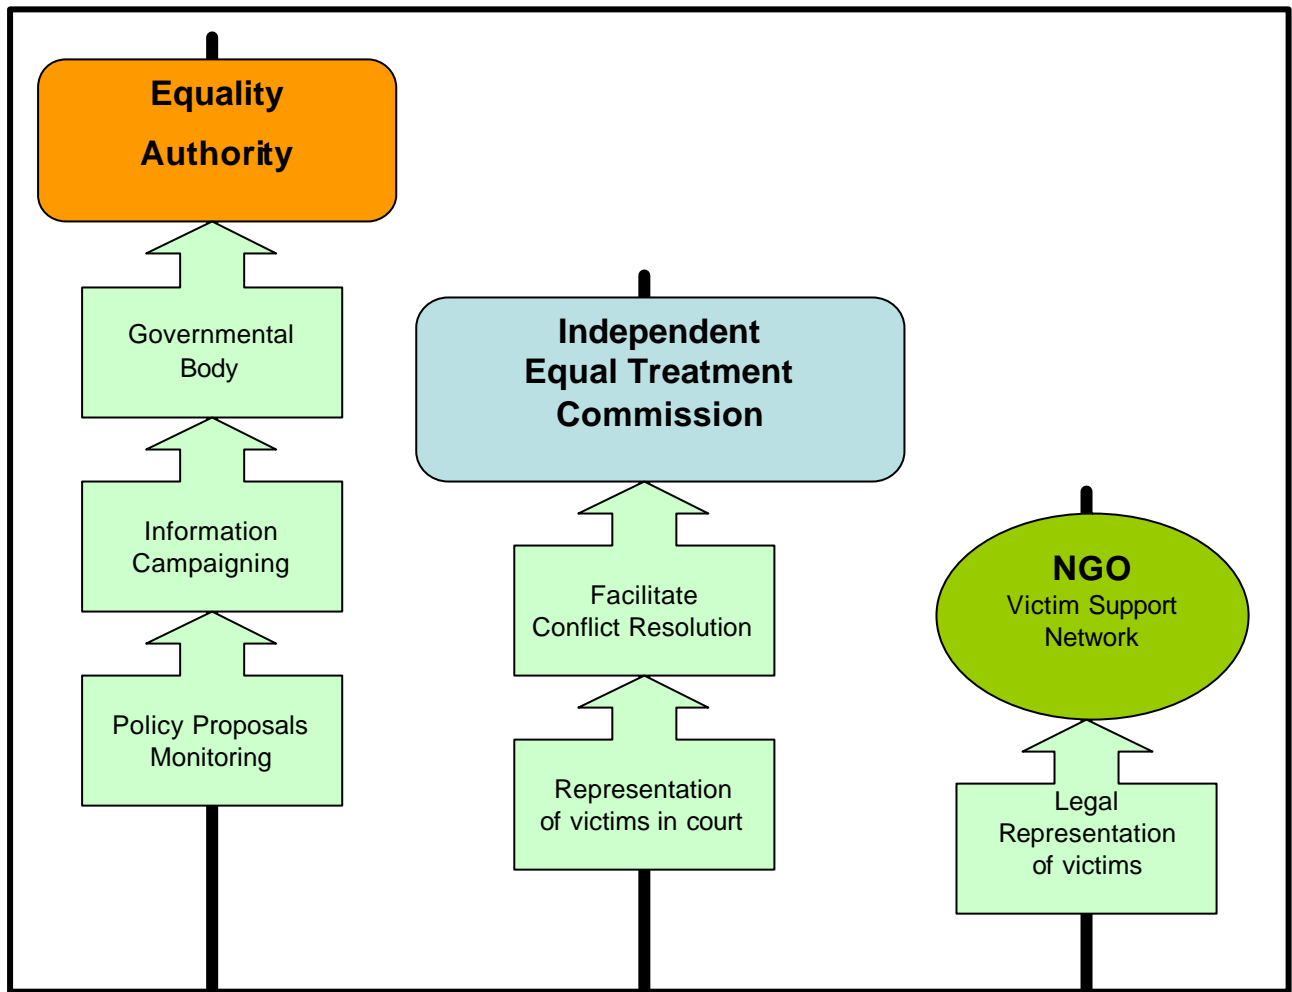 Equality
Authority
Governmental
Body
Information
Campaigning
Policy Proposals
Monitoring
Independent
Equal Treatment
Commission
Facilitate
Conflict Resolution
Representation
of victims in court
NGO
Victim Support
Network
Legal
Representation
of victims